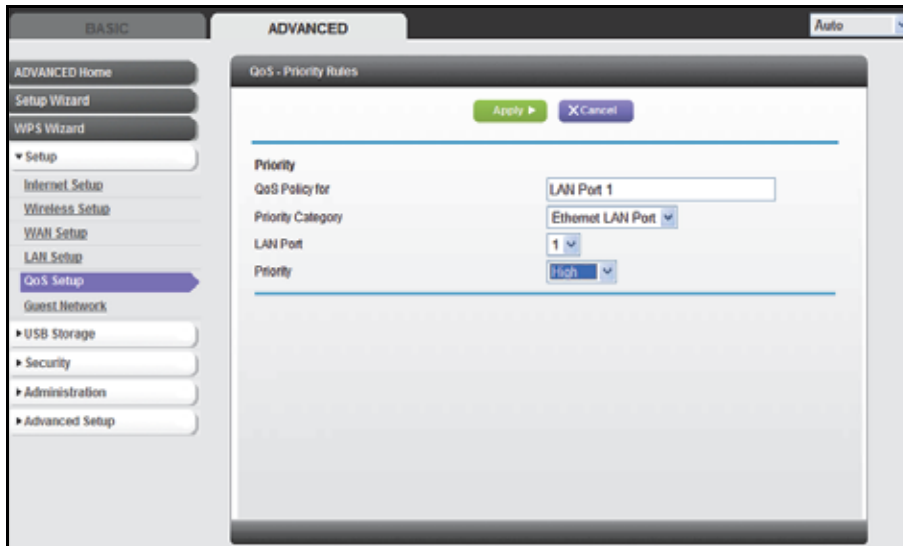 BASIC
ADVANCED
Auto
ADVANCED Home
Setup Wizard
WPS Wizard
Setup
Internet Setup
Wireless Setup
WAN Setup
LAN Setup
QoS Setup
Guest Network
USB Storage
Security
Administration
Advanced Setup
QoS - Priority Rules
Apply
X Cancel
Priority
QoS Policy for LAN Port 1
Priority Category Ethernet LAN Port
LAN Port 1
Priority High